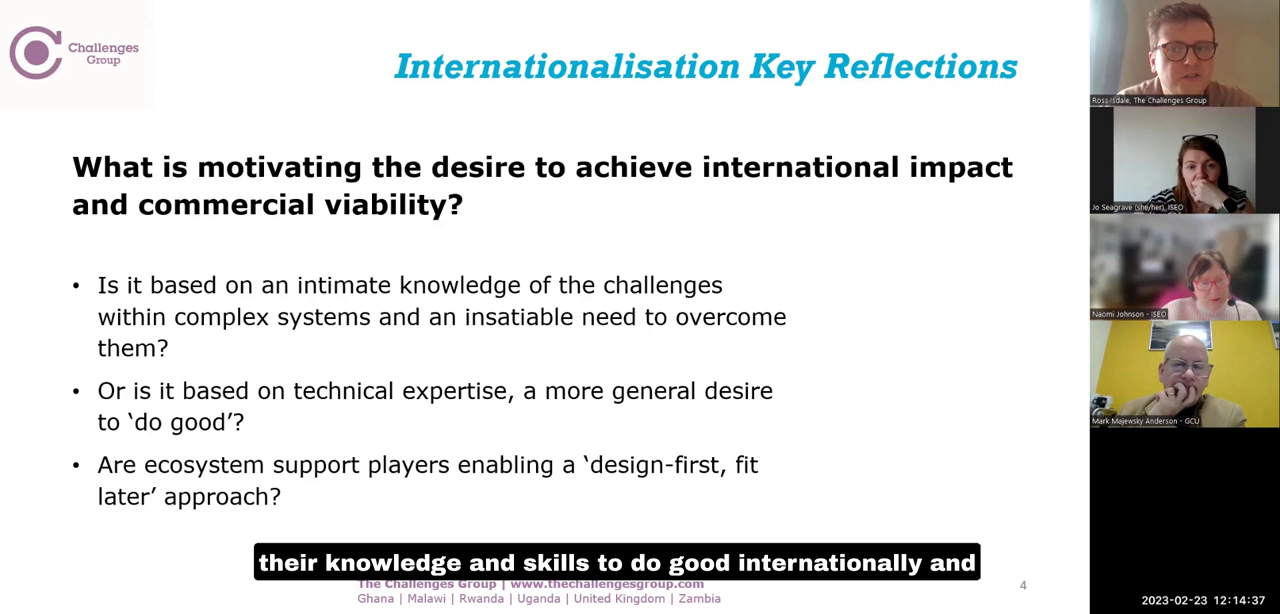 Challenges
Group
Internationalisation Key Reflections
What is motivating the desire to achieve international impact
and commercial viability?
• Is it based on an intimate knowledge of the challenges
within complex systems and an insatiable need to overcome
them?
• Or is it based on technical expertise, a more general desire
to ‘do good’?
• Are ecosystem support players enabling a ‘design-first, fit
later’ approach?
their knowledge and skills to do good internationally and
The Challenges Group | www.thechallengesgroup.com
Ghana | Malawi | Rwanda | Uganda | United Kingdom | Zambia
4
Ross Isdale, The Challenges Group
Jo Seagrave (she/her), ISEO
Naomi Johnson - ISEO
Mark Majewsky Anderson - GCU
2023-02-23 12:14:37